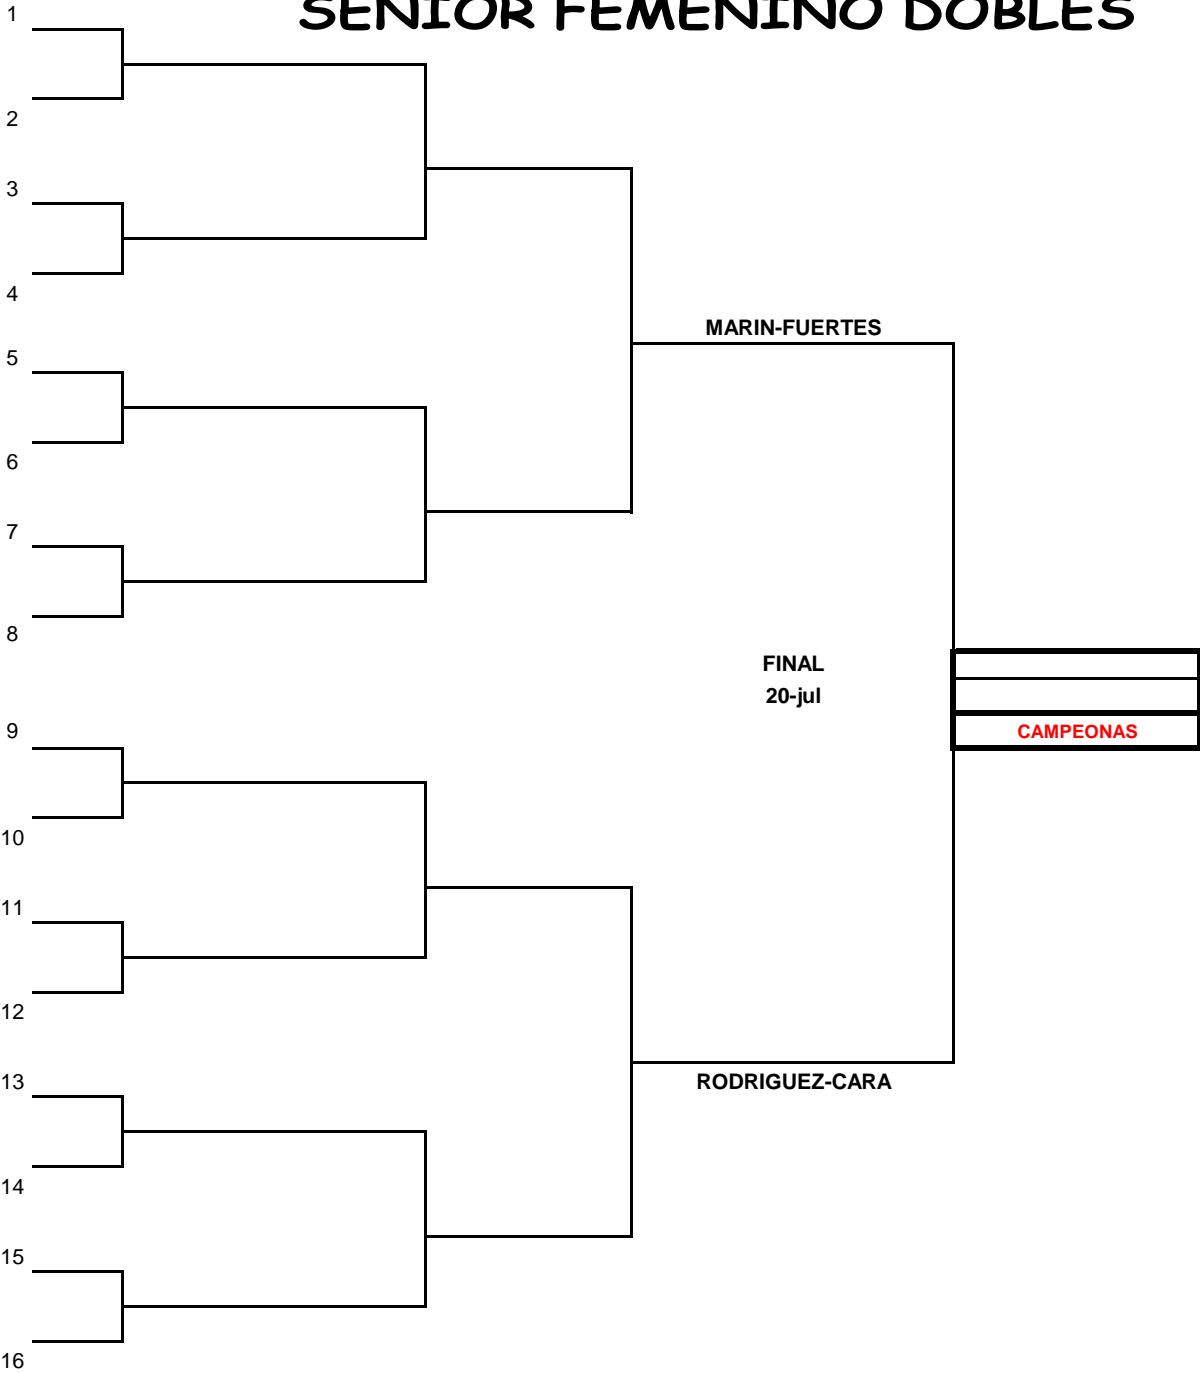 SENIOR FEMENINO DOBLES
1
2
3
4
MARIN-FUERTES
5
6
7
8
FINAL
20-jul
CAMPEONAS
9
10
11
12
RODRIGUEZ-CARA
13
14
15
16